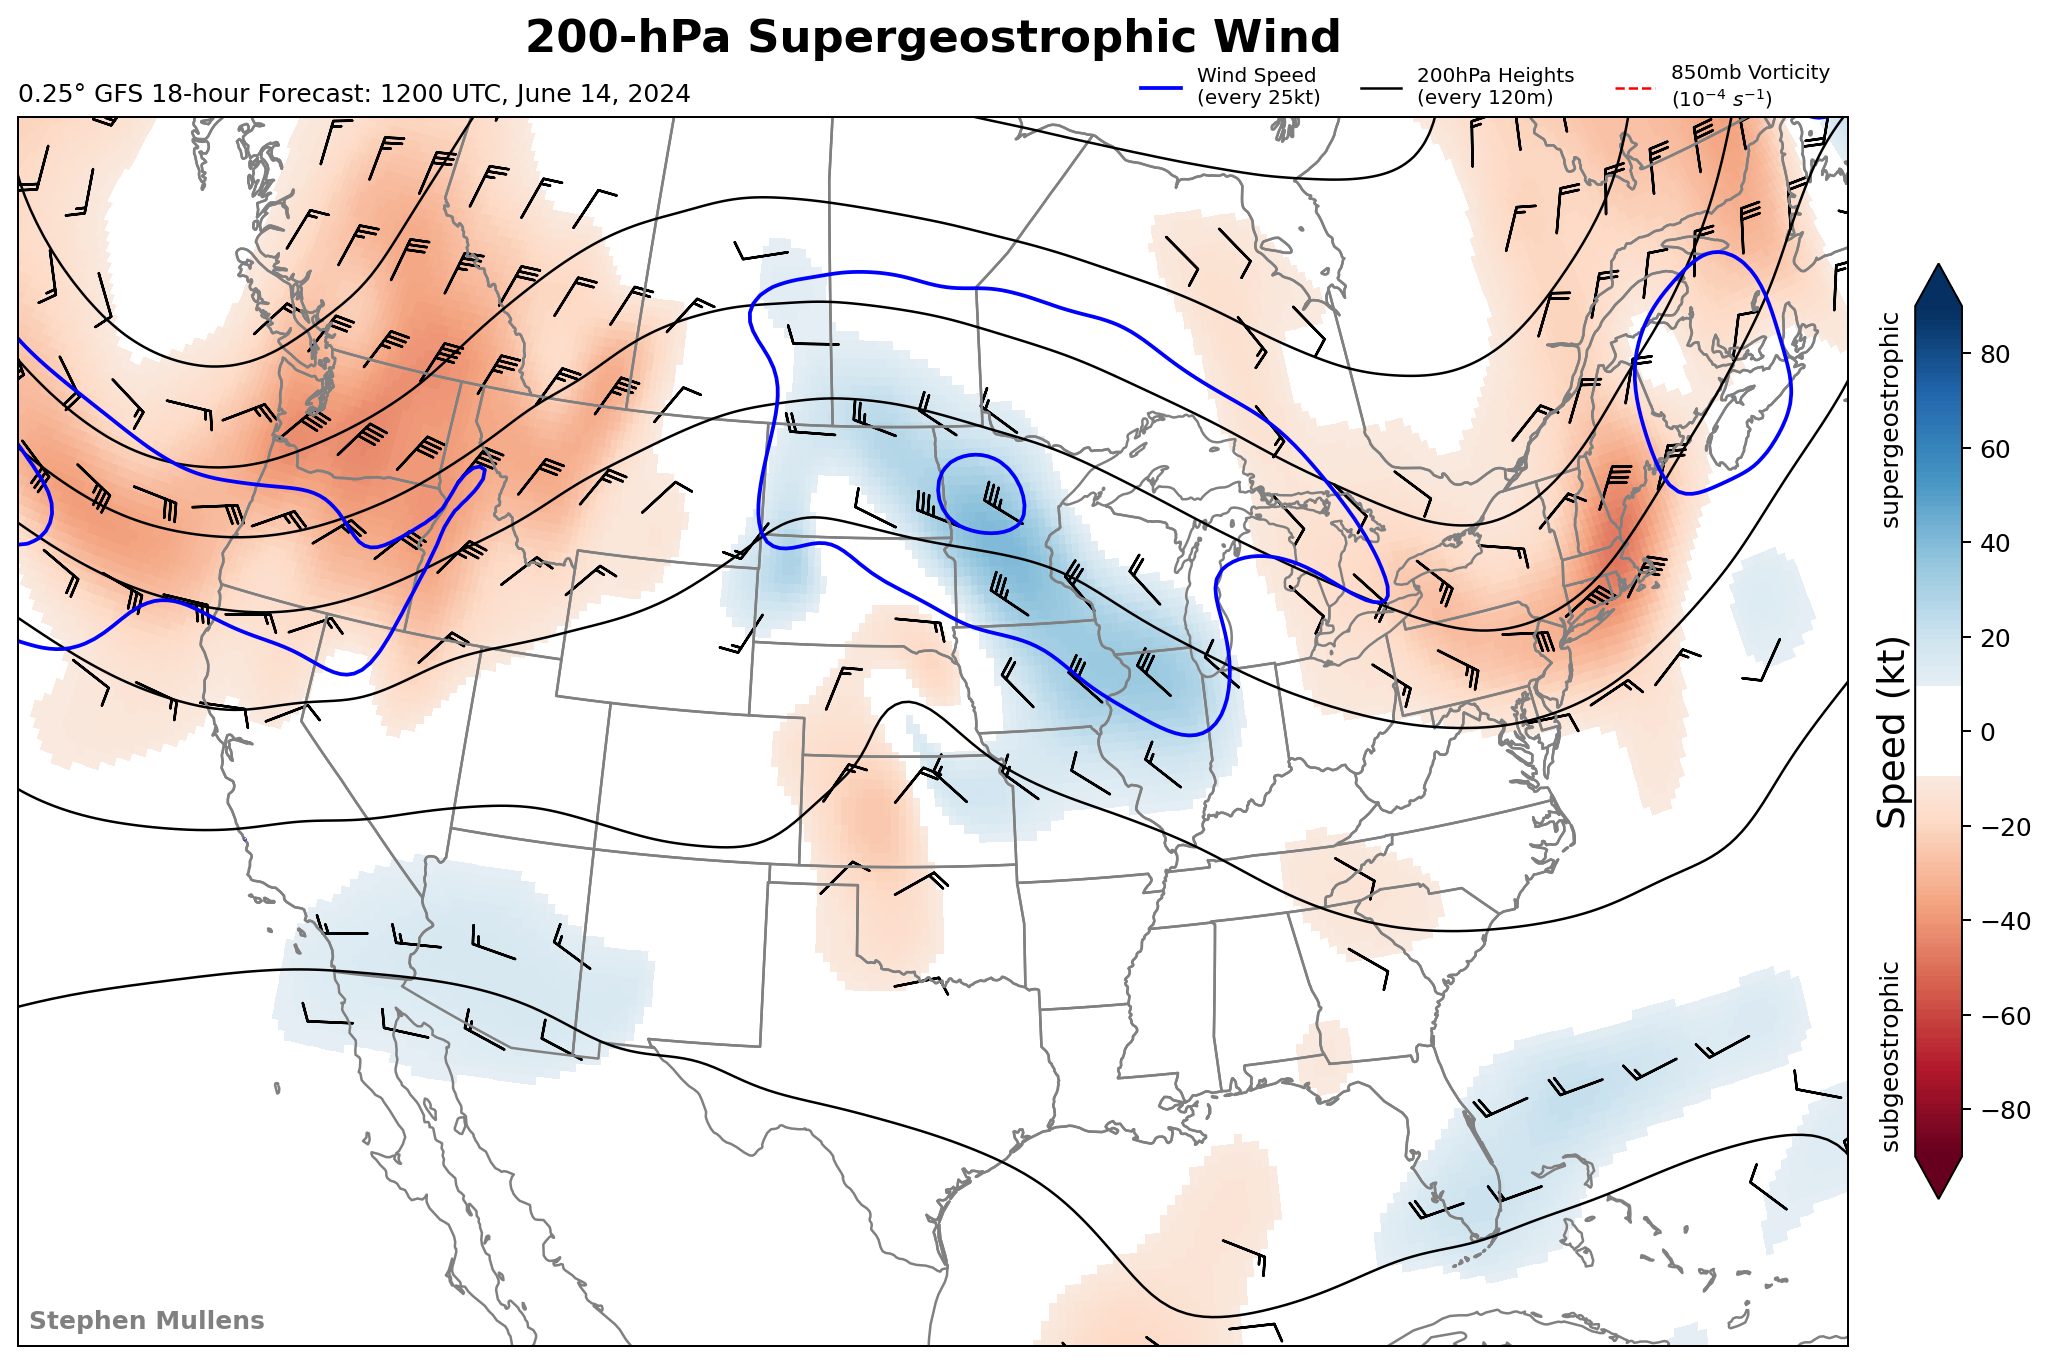 200-hPa Supergeostrophic Wind
0.25° GFS 18-hour Forecast: 1200 UTC, June 14, 2024
Wind Speed
(every 25kt)
200hPa Heights
(every 120m)
850mb Vorticity
(10⁻⁴ s⁻¹)
supergeostrophic
Speed (kt)
subgeostrophic
80
60
40
20
0
−20
−40
−60
−80
Stephen Mullens